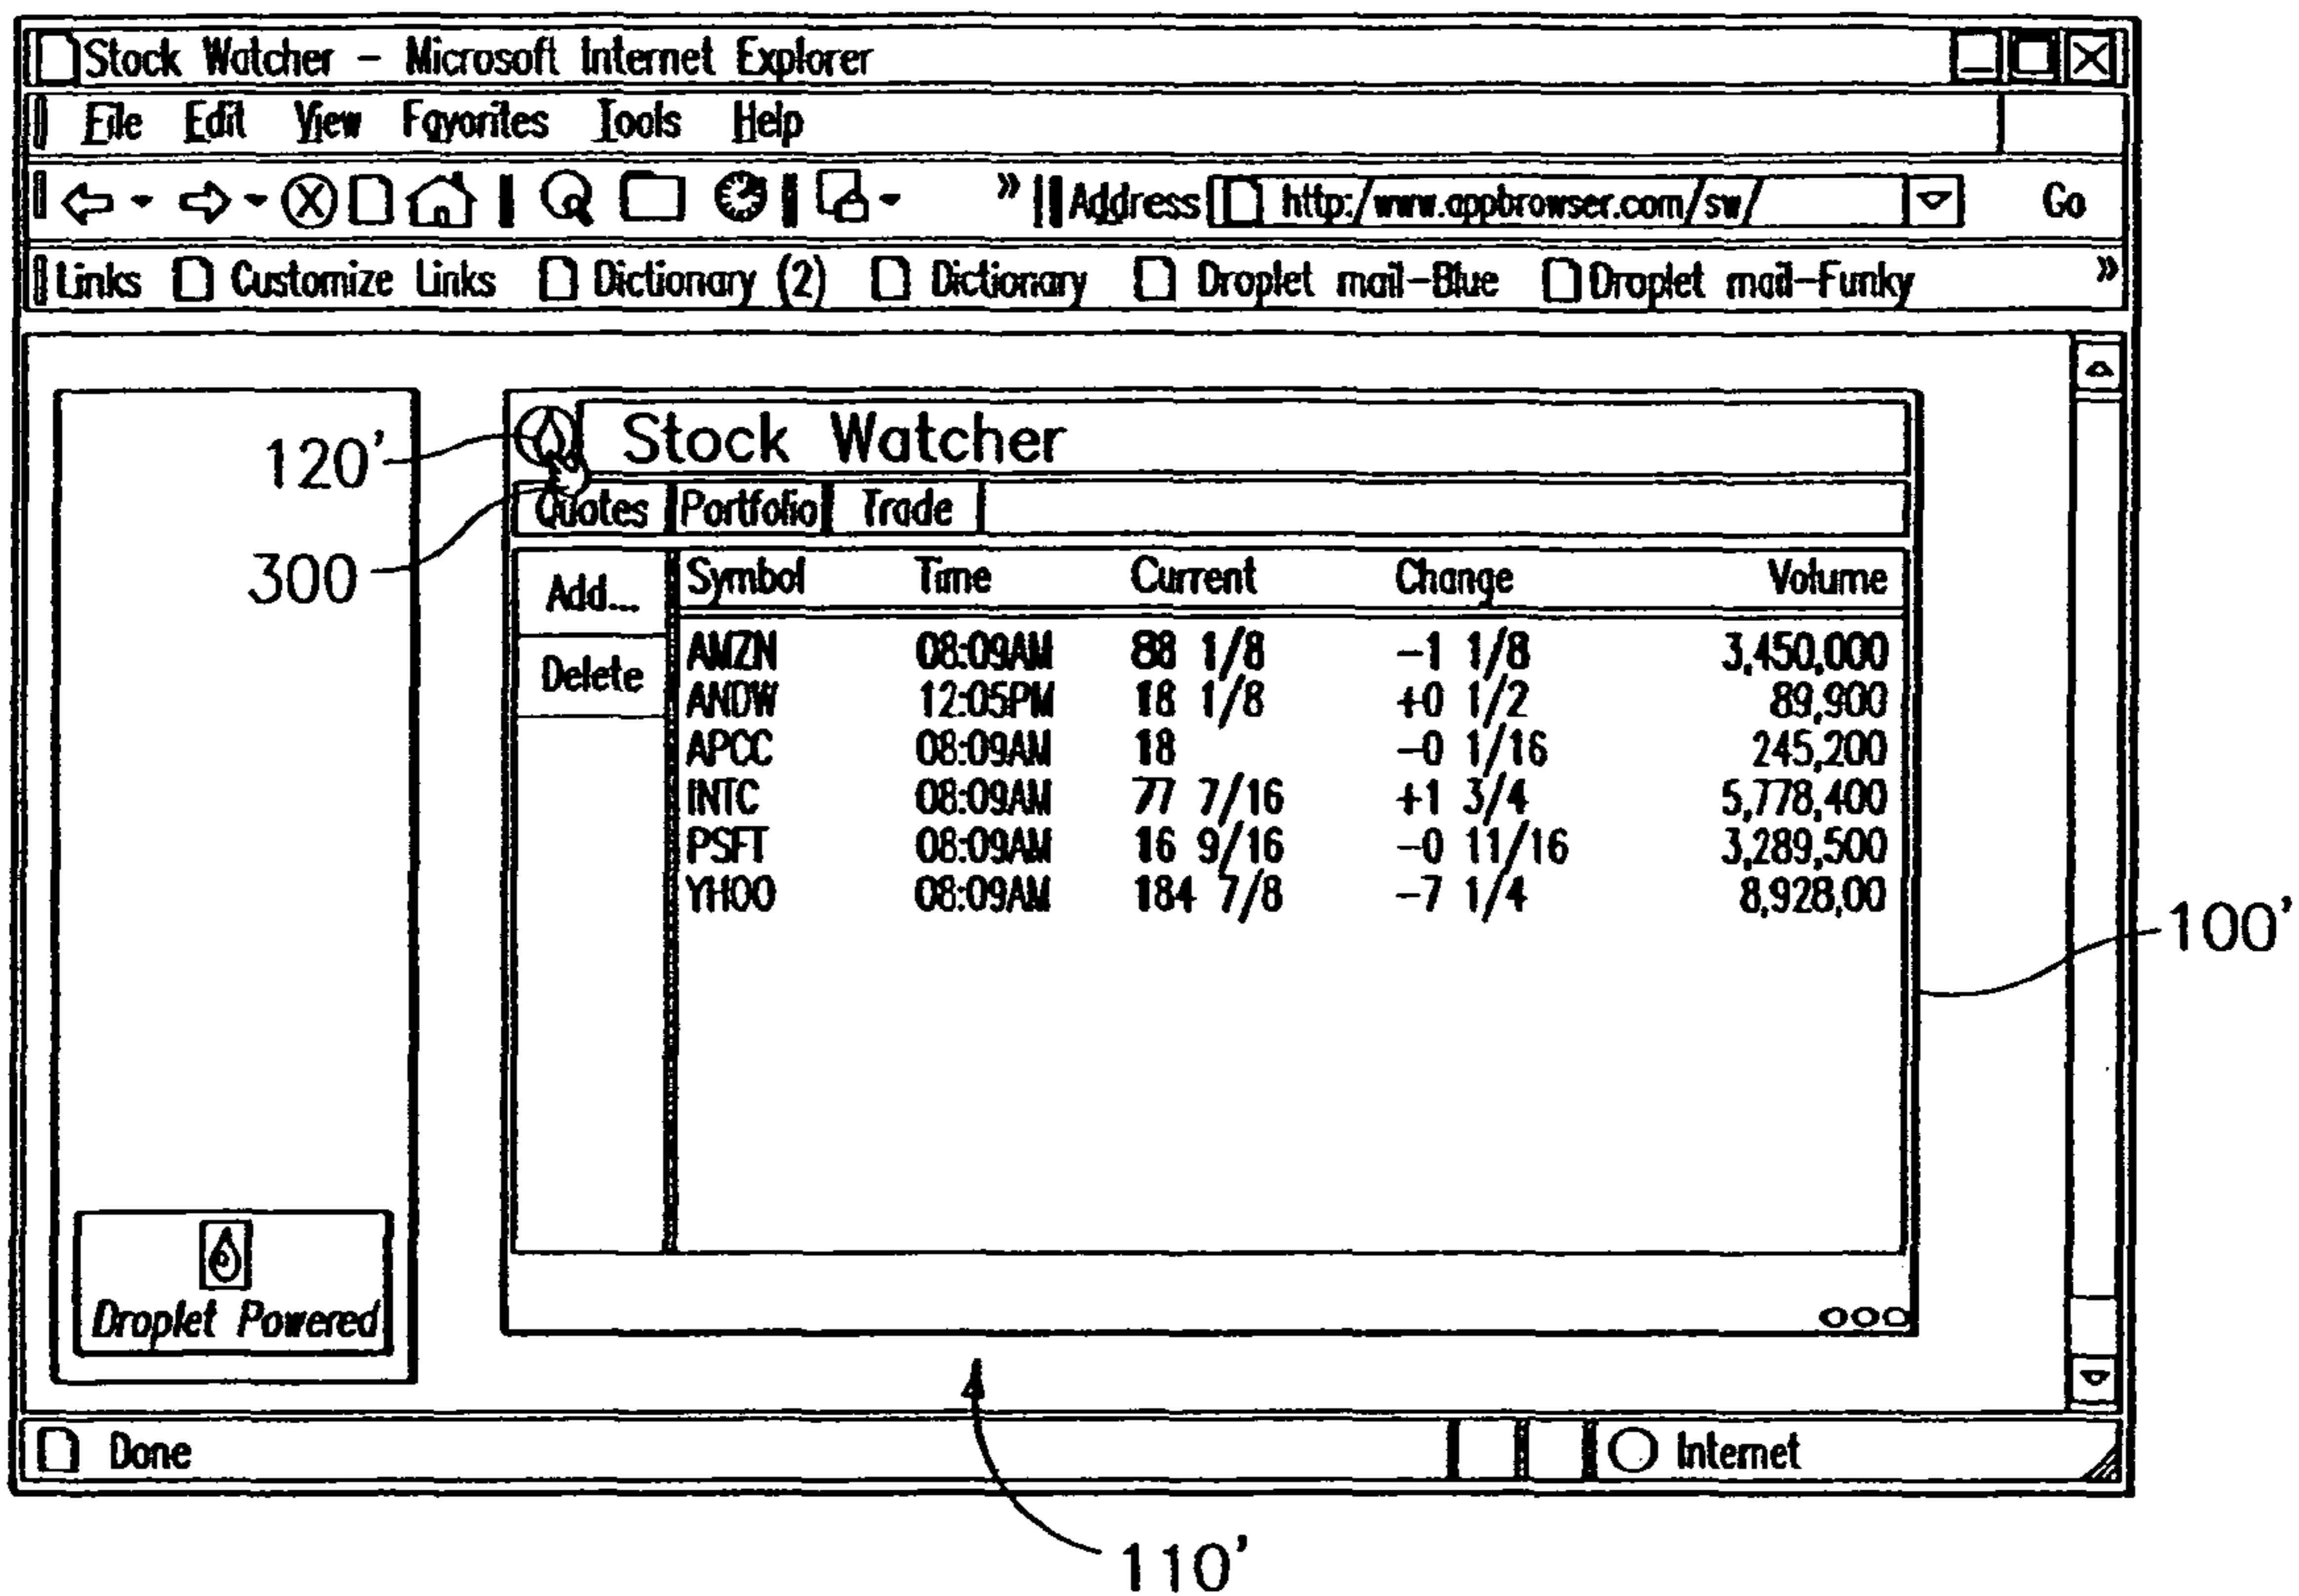 Stock Watcher - Microsoft Internet Explorer
File Edit View Favorites Tools Help
» Address http:/www.appbrowser.com/sw/ Go
Links Customize Links Dictionary (2) Dictionary Droplet mail-Blue Droplet mail-Funky »
120' Stock Watcher
Quotes Portfolio Trade
300
Add... Symbol Time Current Change Volume
AMZN 08:09AM 88 1/8 -1 1/8 3,450,000
Delete
ANDW 12:05PM 18 1/8 +0 1/2 89,900
APCC 08:09AM 18 -0 1/16 245,200
INTC 08:09AM 77 7/16 +1 3/4 5,778,400
PSFT 08:09AM 16 9/16 -0 11/16 3,289,500
YHOO 08:09AM 184 7/8 -7 1/4 8,928,00
100'
Droplet Powered
Done Internet
110'